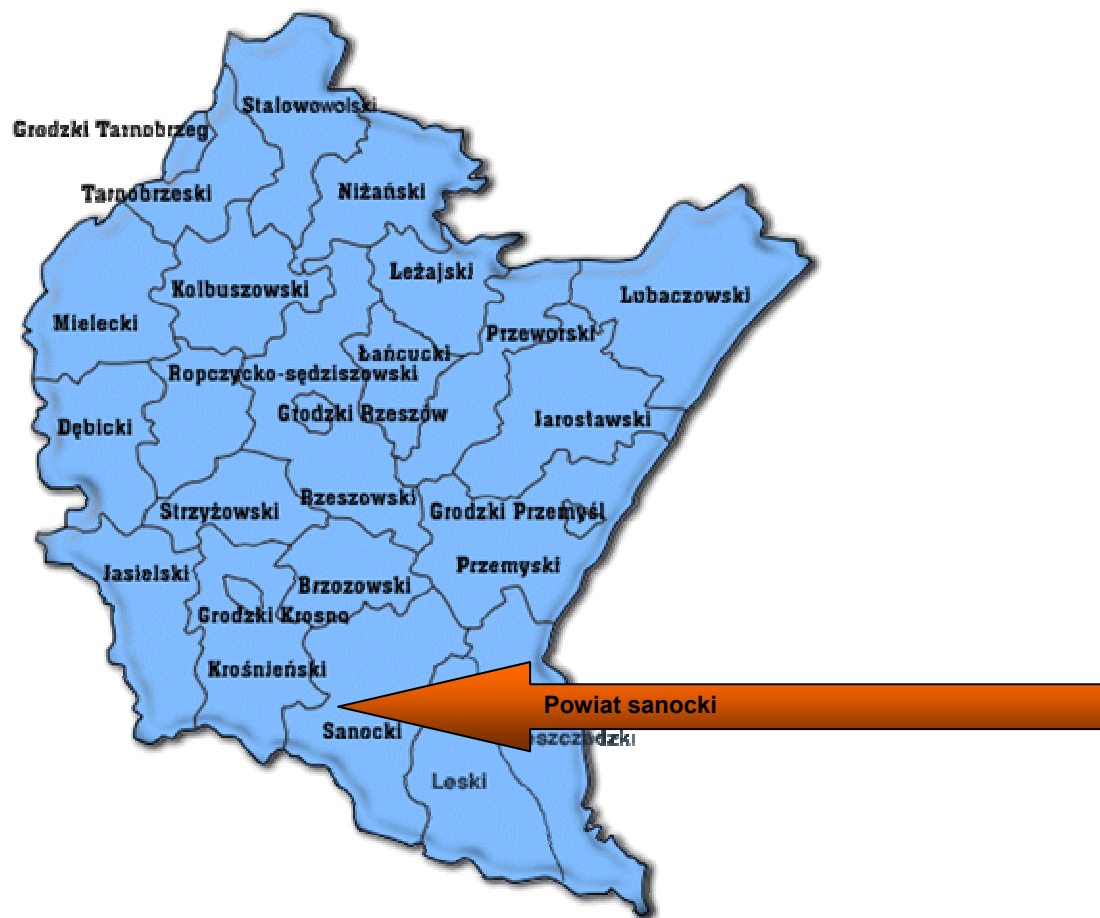 Stalowowolski
Grodzki Tarnobrzeg
Tarnobrzeski
Niżański
Leżajski
Kolbuszowski
Lubaczowski
Mielecki
Przeworski
Łańcucki
Ropczycko-sędziszowski
Grodzki Rzeszów
Jarosławski
Dębicki
Rzeszowski
Strzyżowski
Grodzki Przemyśl
Przemyski
Jasielski
Brzozowski
Grodzki Krosno
Krośnieński
Powiat sanocki
Sanocki
Leski